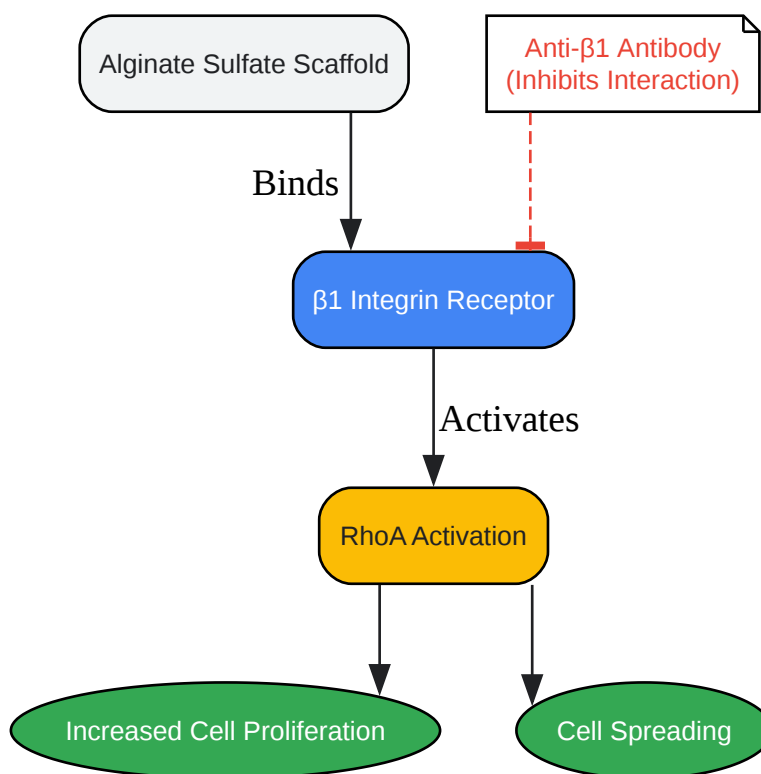 Alginate Sulfate Scaffold
Anti-β1 Antibody
(Inhibits Interaction)
Binds
β1 Integrin Receptor
Activates
RhoA Activation
Increased Cell Proliferation
Cell Spreading